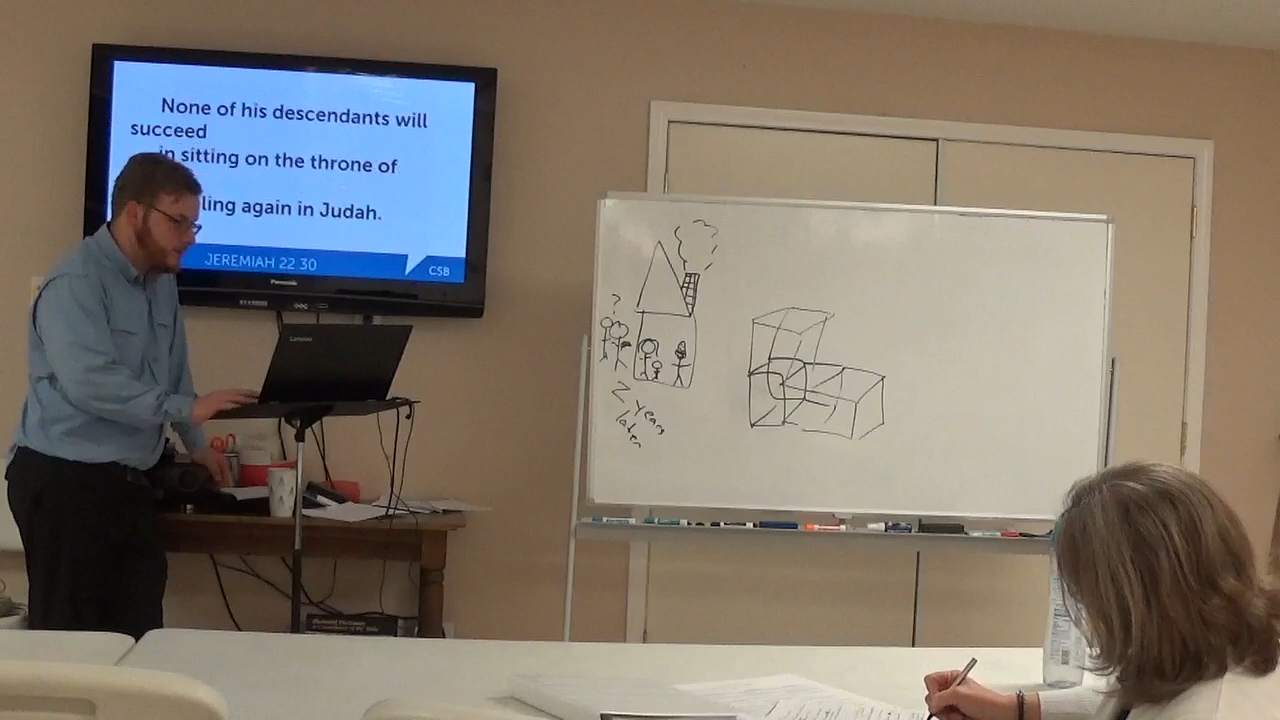 None of his descendants will
succeed
in sitting on the throne of
ling again in Judah.
JEREMIAH 22 30
CSB
Panasonic
Lenovo
?
2 years
later